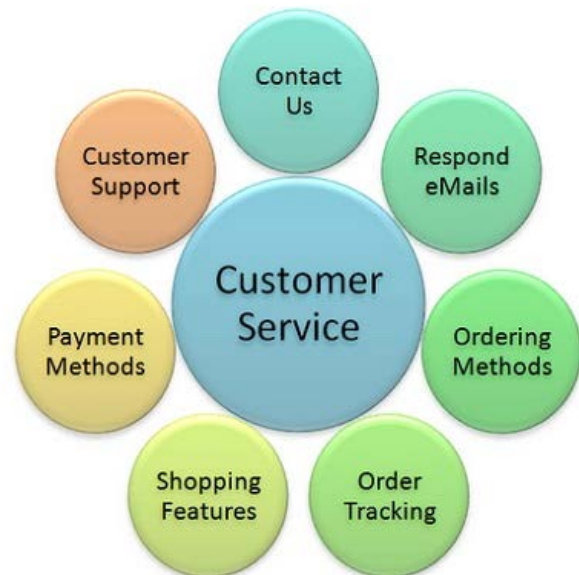 Contact
Us
Respond
eMails
Ordering
Methods
Order
Tracking
Shopping
Features
Payment
Methods
Customer
Support
Customer
Service